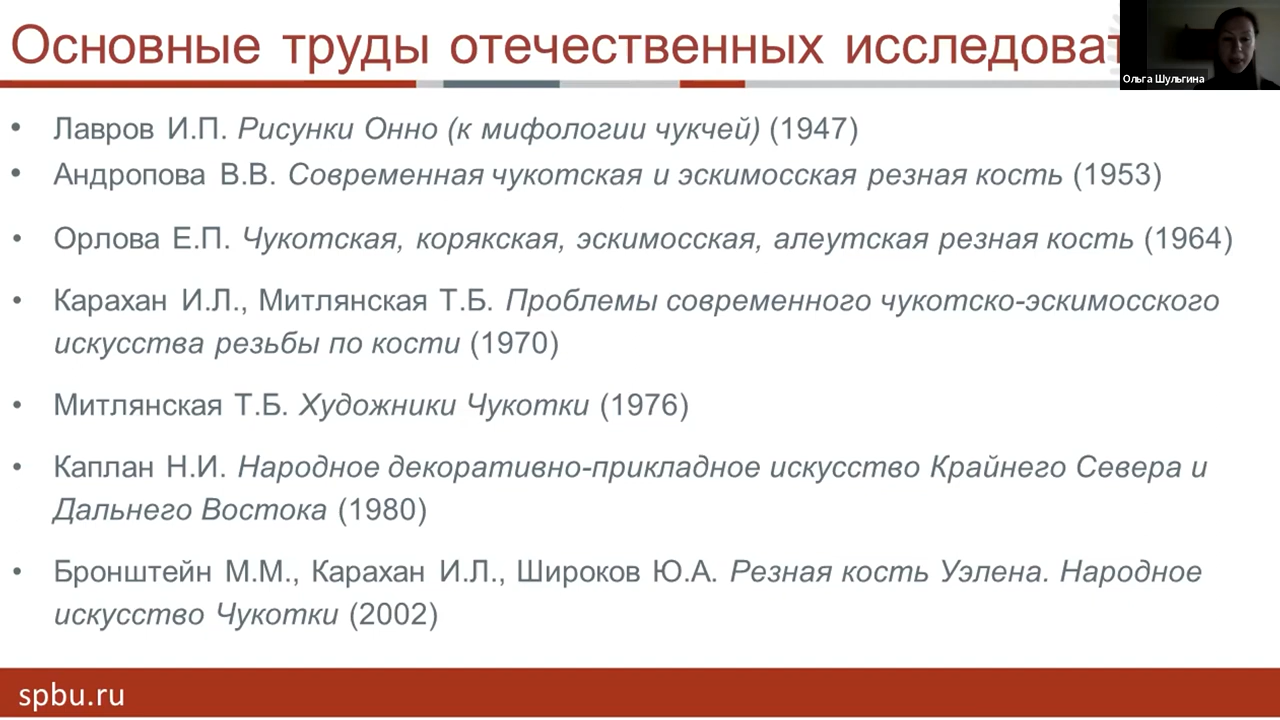 Основные труды отечественных исследоват
Ольга Шульгина
• Лавров И.П. Рисунки Онно (к мифологии чукчей) (1947)
• Андропова В.В. Современная чукотская и эскимосская резная кость (1953)
• Орлова Е.П. Чукотская, корякская, эскимосская, алеутская резная кость (1964)
• Карахан И.Л., Митлянская Т.Б. Проблемы современного чукотско-эскимосского
искусства резьбы по кости (1970)
• Митлянская Т.Б. Художники Чукотки (1976)
• Каплан Н.И. Народное декоративно-прикладное искусство Крайнего Севера и
Дальнего Востока (1980)
• Бронштейн М.М., Карахан И.Л., Широков Ю.А. Резная кость Уэлена. Народное
искусство Чукотки (2002)
spbu.ru